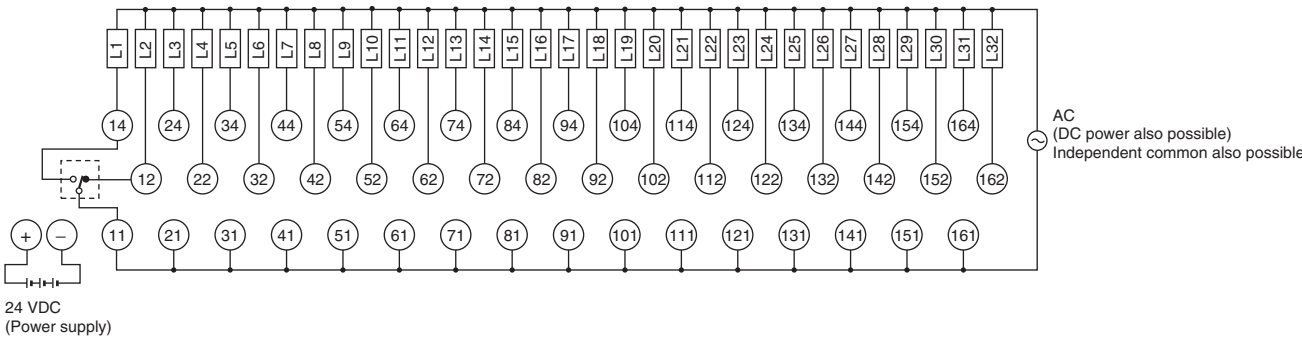 L1 L2 L3 L4 L5 L6 L7 L8 L9 L10 L11 L12 L13 L14 L15 L16 L17 L18 L19 L20 L21 L22 L23 L24 L25 L26 L27 L28 L29 L30 L31 L32
14 24 34 44 54 64 74 84 94 104 114 124 134 144 154 164
AC
(DC power also possible)
Independent common also possible
12 22 32 42 52 62 72 82 92 102 112 122 132 142 152 162
+ − 11 21 31 41 51 61 71 81 91 101 111 121 131 141 151 161
24 VDC
(Power supply)